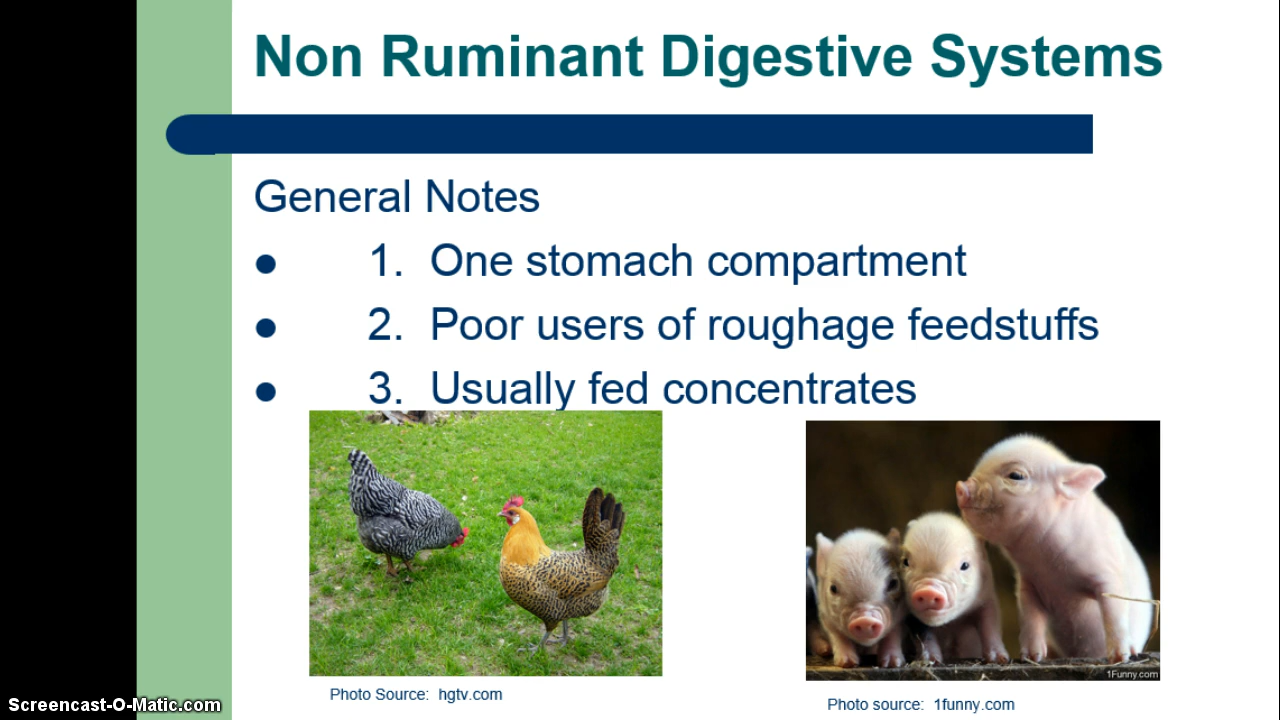 Non Ruminant Digestive Systems
General Notes
● 1. One stomach compartment
● 2. Poor users of roughage feedstuffs
● 3. Usually fed concentrates
1Funny.com
Photo Source: hgtv.com
Photo source: 1funny.com
Screencast-O-Matic.com